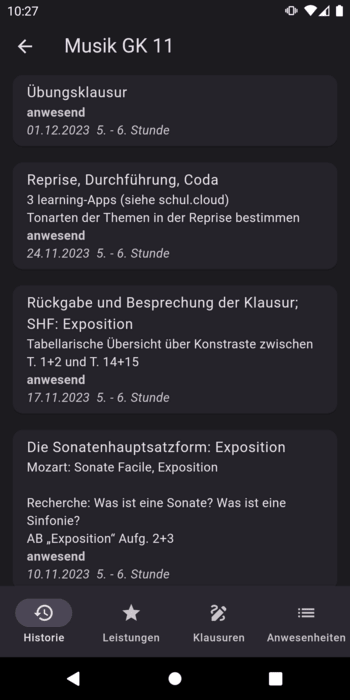 10:27
Musik GK 11
Übungsklausur
anwesend
01.12.2023 5. - 6. Stunde
Reprise, Durchführung, Coda
3 learning-Apps (siehe schul.cloud)
Tonarten der Themen in der Reprise bestimmen
anwesend
24.11.2023 5. - 6. Stunde
Rückgabe und Besprechung der Klausur;
SHF: Exposition
Tabellarische Übersicht über Konstraste zwischen
T. 1+2 und T. 14+15
anwesend
17.11.2023 5. - 6. Stunde
Die Sonatenhauptsatzform: Exposition
Mozart: Sonate Facile, Exposition
Recherche: Was ist eine Sonate? Was ist eine
Sinfonie?
AB „Exposition“ Aufg. 2+3
anwesend
10.11.2023 5. - 6. Stunde
Historie
Leistungen
Klausuren
Anwesenheiten